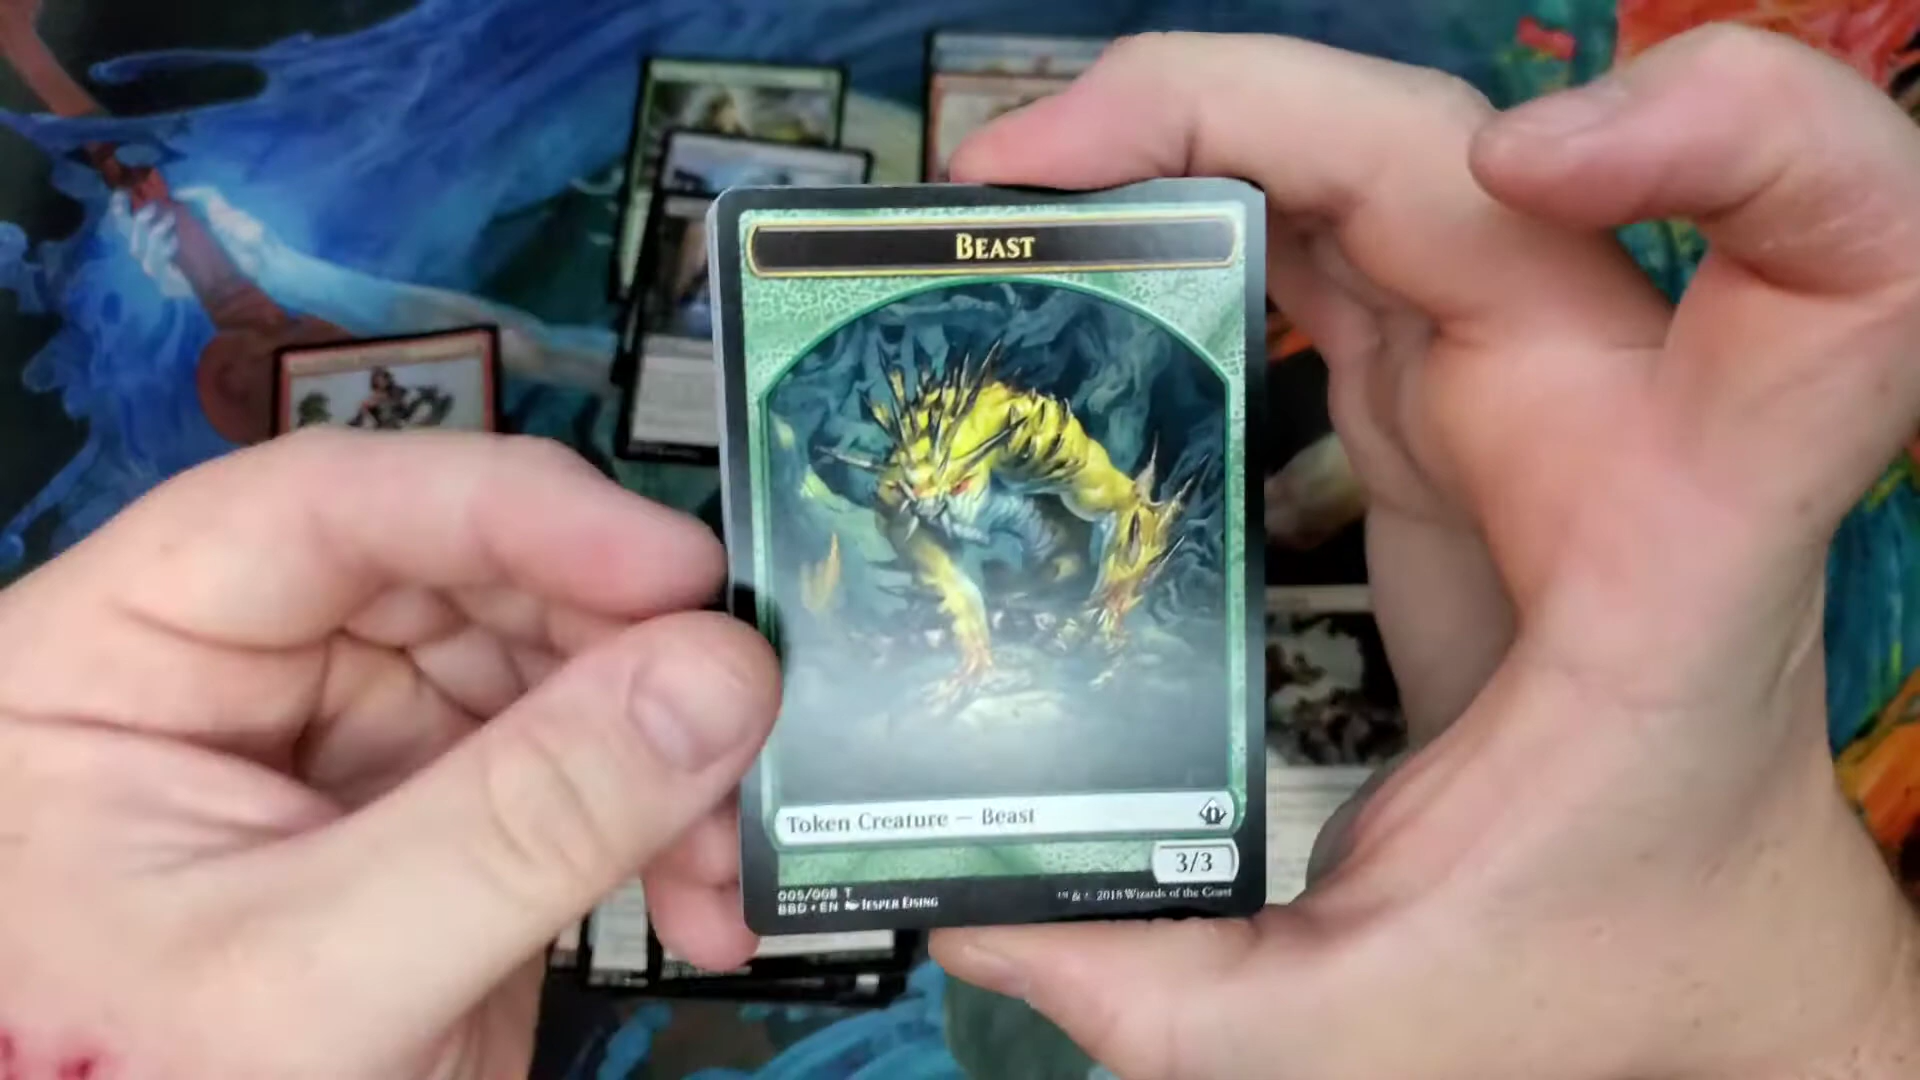 BEAST
Token Creature — Beast
3/3
005/008 T
BBD • EN JESPER EJSING
™ & © 2018 Wizards of the Coast